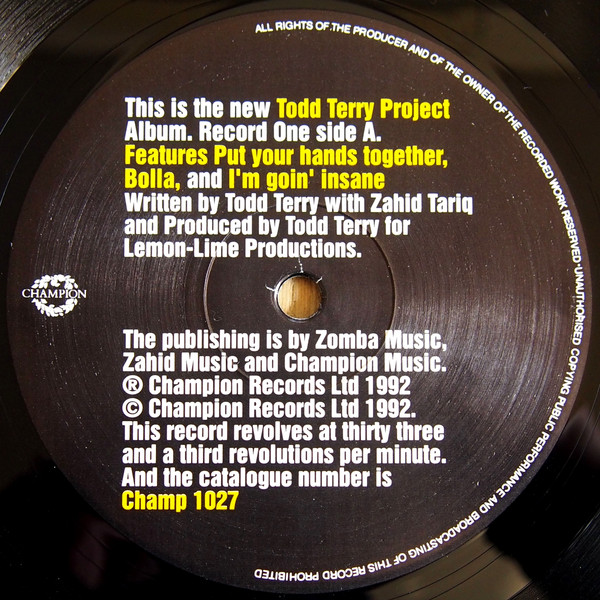 ALL RIGHTS OF THE PRODUCER AND OF THE OWNER OF THE RECORDED WORK RESERVED · UNAUTHORISED COPYING PUBLIC PERFORMANCE AND BROADCASTING OF THIS RECORD PROHIBITED
This is the new Todd Terry Project
Album. Record One side A.
Features Put your hands together,
Bolla, and I'm goin' insane
Written by Todd Terry with Zahid Tariq
and Produced by Todd Terry for
Lemon-Lime Productions.
CHAMPION
The publishing is by Zomba Music,
Zahid Music and Champion Music.
® Champion Records Ltd 1992
© Champion Records Ltd 1992.
This record revolves at thirty three
and a third revolutions per minute.
And the catalogue number is
Champ 1027